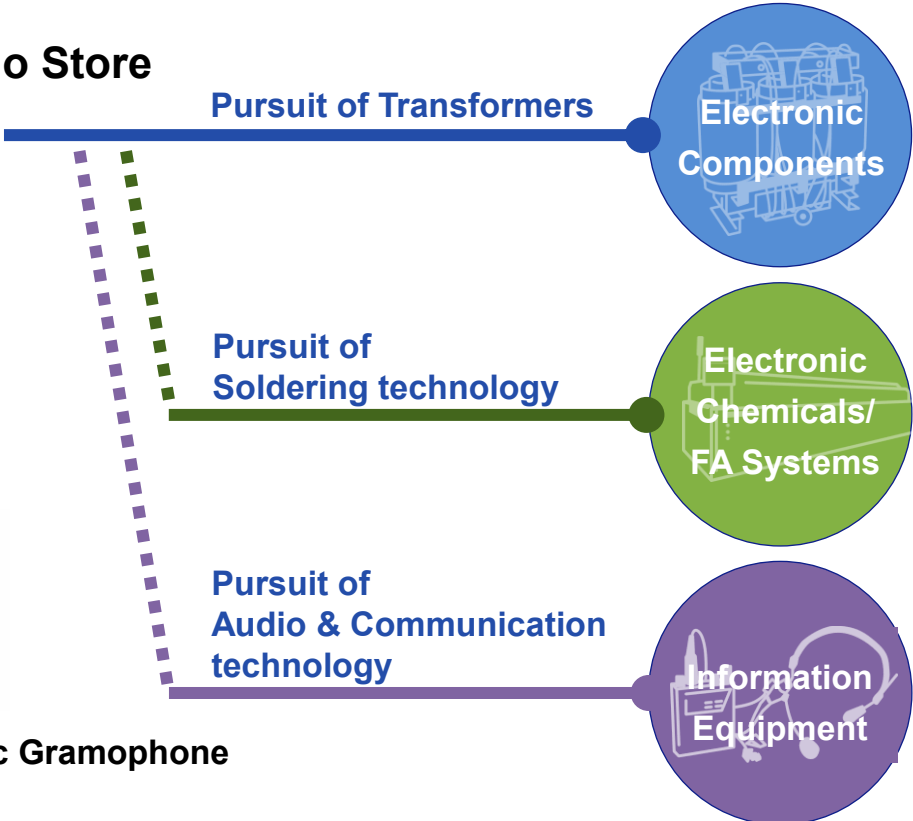 o Store
Pursuit of Transformers
Electronic
Components
Pursuit of
Soldering technology
Electronic
Chemicals/
FA Systems
Pursuit of
Audio & Communication
technology
Information
Equipment
c Gramophone